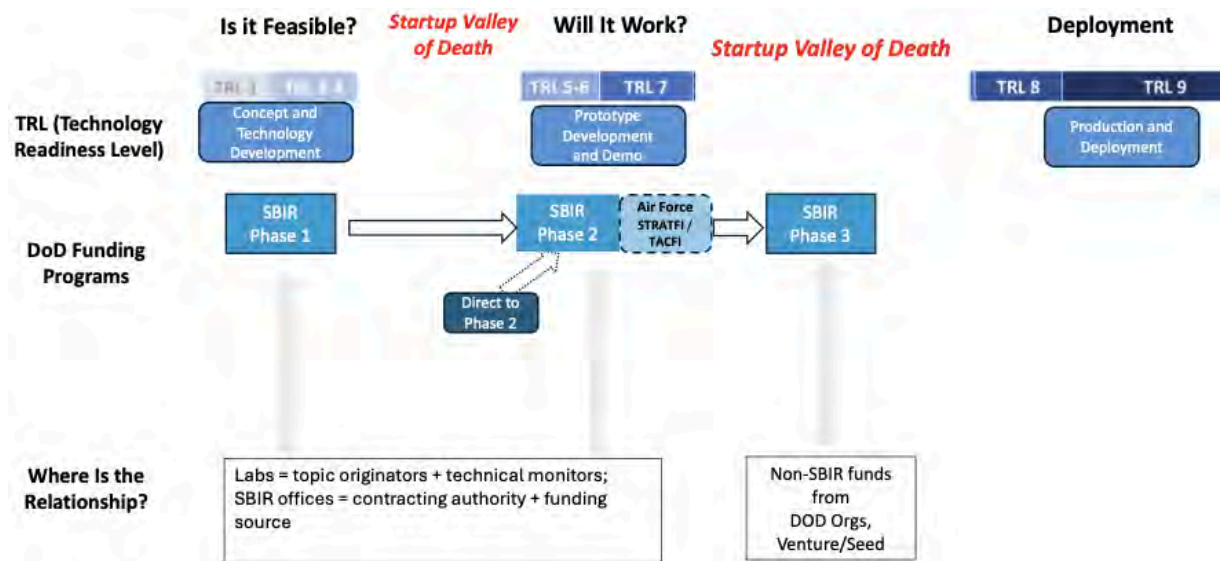 Is it Feasible?
Startup Valley
of Death
Will It Work?
Startup Valley of Death
Deployment
TRL (Technology
Readiness Level)
TRL 5-6
TRL 7
TRL 8
TRL 9
Concept and
Technology
Development
Prototype
Development
and Demo
Production and
Deployment
DoD Funding
Programs
SBIR
Phase 1
SBIR
Phase 2
Air Force
STRATFI /
TACFI
SBIR
Phase 3
Direct to
Phase 2
Where Is the
Relationship?
Labs = topic originators + technical monitors;
SBIR offices = contracting authority + funding
source
Non-SBIR funds
from
DOD Orgs,
Venture/Seed